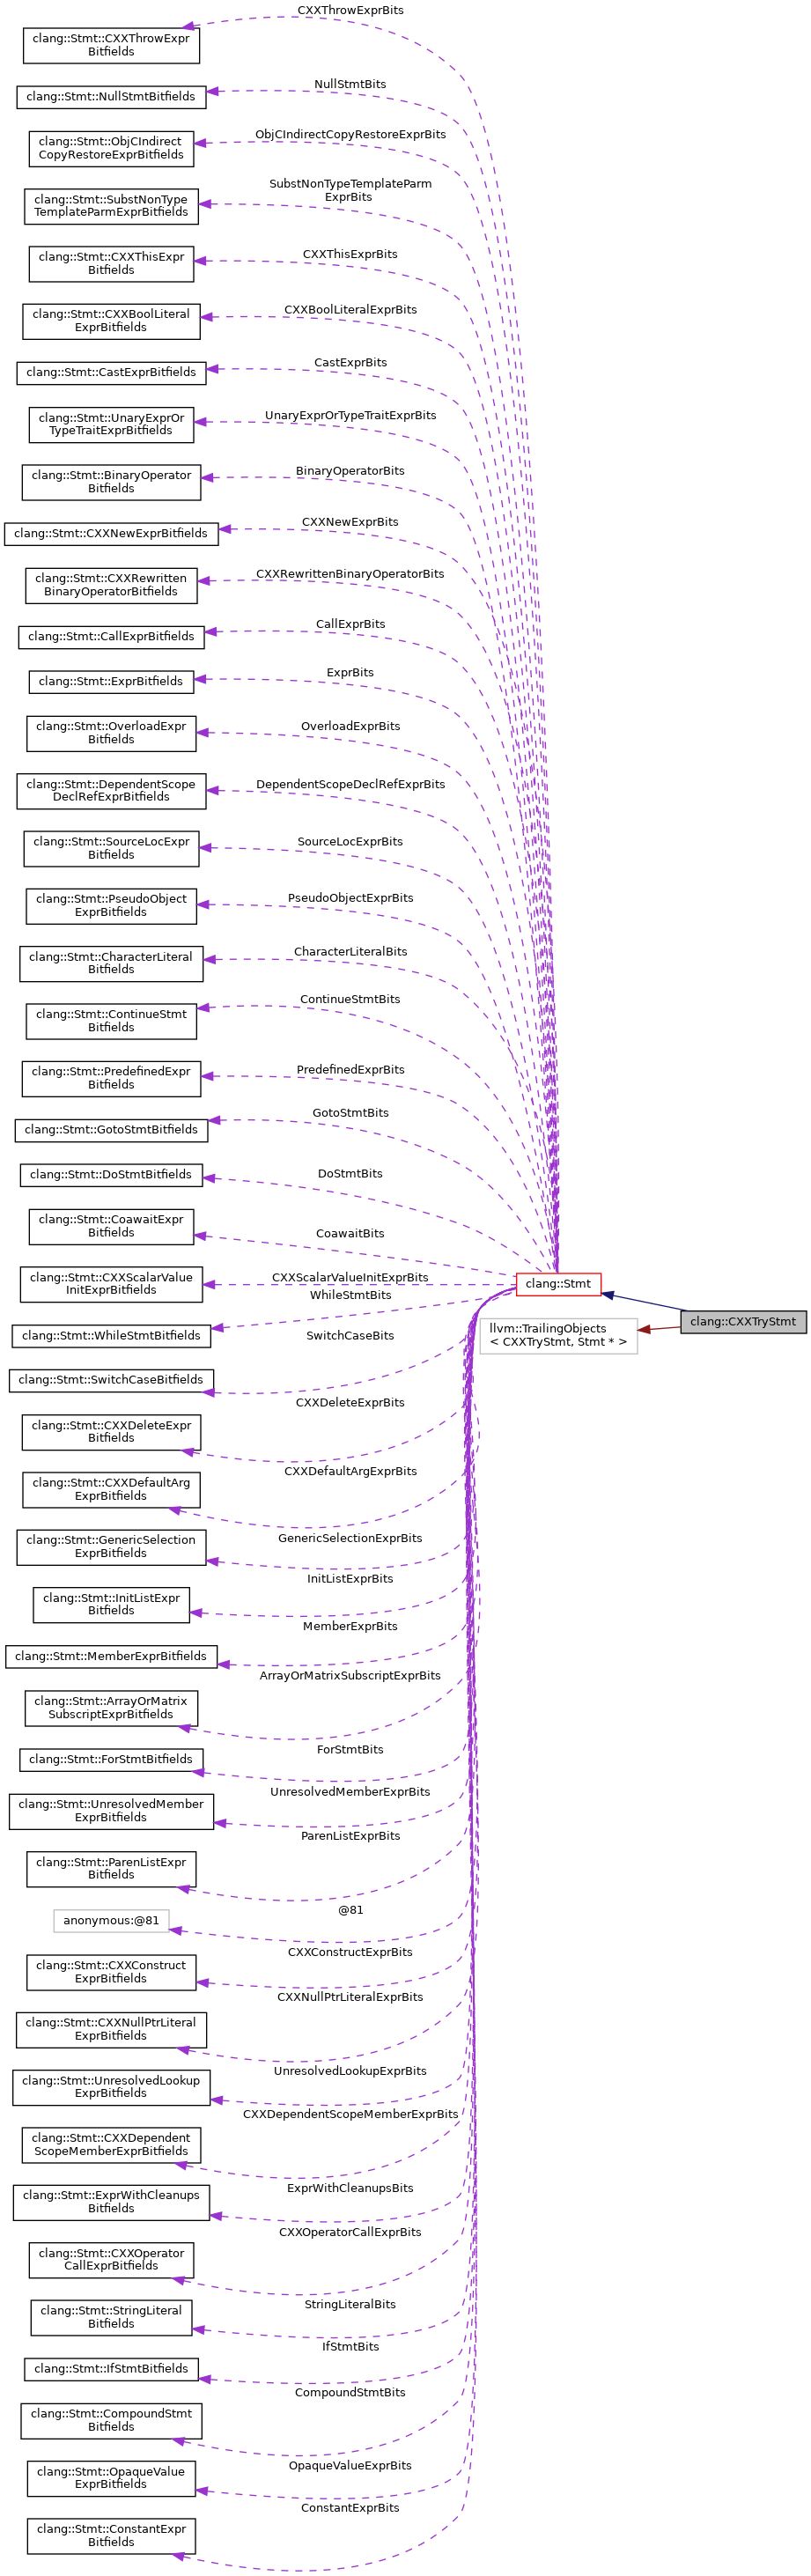 CXXThrowExprBits
clang::Stmt::CXXThrowExpr
Bitfields
NullStmtBits
clang::Stmt::NullStmtBitfields
ObjCIndirectCopyRestoreExprBits
clang::Stmt::ObjCIndirect
CopyRestoreExprBitfields
SubstNonTypeTemplateParm
ExprBits
clang::Stmt::SubstNonType
TemplateParmExprBitfields
CXXThisExprBits
clang::Stmt::CXXThisExpr
Bitfields
CXXBoolLiteralExprBits
clang::Stmt::CXXBoolLiteral
ExprBitfields
CastExprBits
clang::Stmt::CastExprBitfields
UnaryExprOrTypeTraitExprBits
clang::Stmt::UnaryExprOr
TypeTraitExprBitfields
BinaryOperatorBits
clang::Stmt::BinaryOperator
Bitfields
CXXNewExprBits
clang::Stmt::CXXNewExprBitfields
CXXRewrittenBinaryOperatorBits
clang::Stmt::CXXRewritten
BinaryOperatorBitfields
CallExprBits
clang::Stmt::CallExprBitfields
ExprBits
clang::Stmt::ExprBitfields
OverloadExprBits
clang::Stmt::OverloadExpr
Bitfields
DependentScopeDeclRefExprBits
clang::Stmt::DependentScope
DeclRefExprBitfields
SourceLocExprBits
clang::Stmt::SourceLocExpr
Bitfields
PseudoObjectExprBits
clang::Stmt::PseudoObject
ExprBitfields
CharacterLiteralBits
clang::Stmt::CharacterLiteral
Bitfields
ContinueStmtBits
clang::Stmt::ContinueStmt
Bitfields
PredefinedExprBits
clang::Stmt::PredefinedExpr
Bitfields
GotoStmtBits
clang::Stmt::GotoStmtBitfields
DoStmtBits
clang::Stmt::DoStmtBitfields
CoawaitBits
clang::Stmt::CoawaitExpr
Bitfields
CXXScalarValueInitExprBits
clang::Stmt::CXXScalarValue
InitExprBitfields
clang::Stmt
clang::CXXTryStmt
llvm::TrailingObjects
< CXXTryStmt, Stmt * >
WhileStmtBits
clang::Stmt::WhileStmtBitfields
SwitchCaseBits
clang::Stmt::SwitchCaseBitfields
CXXDeleteExprBits
clang::Stmt::CXXDeleteExpr
Bitfields
CXXDefaultArgExprBits
clang::Stmt::CXXDefaultArg
ExprBitfields
GenericSelectionExprBits
clang::Stmt::GenericSelection
ExprBitfields
InitListExprBits
clang::Stmt::InitListExpr
Bitfields
MemberExprBits
clang::Stmt::MemberExprBitfields
ArrayOrMatrixSubscriptExprBits
clang::Stmt::ArrayOrMatrix
SubscriptExprBitfields
ForStmtBits
clang::Stmt::ForStmtBitfields
UnresolvedMemberExprBits
clang::Stmt::UnresolvedMember
ExprBitfields
ParenListExprBits
clang::Stmt::ParenListExpr
Bitfields
@81
anonymous:@81
CXXConstructExprBits
clang::Stmt::CXXConstruct
ExprBitfields
CXXNullPtrLiteralExprBits
clang::Stmt::CXXNullPtrLiteral
ExprBitfields
UnresolvedLookupExprBits
clang::Stmt::UnresolvedLookup
ExprBitfields
CXXDependentScopeMemberExprBits
clang::Stmt::CXXDependent
ScopeMemberExprBitfields
ExprWithCleanupsBits
clang::Stmt::ExprWithCleanups
Bitfields
CXXOperatorCallExprBits
clang::Stmt::CXXOperator
CallExprBitfields
StringLiteralBits
clang::Stmt::StringLiteral
Bitfields
IfStmtBits
clang::Stmt::IfStmtBitfields
CompoundStmtBits
clang::Stmt::CompoundStmt
Bitfields
OpaqueValueExprBits
clang::Stmt::OpaqueValue
ExprBitfields
ConstantExprBits
clang::Stmt::ConstantExpr
Bitfields